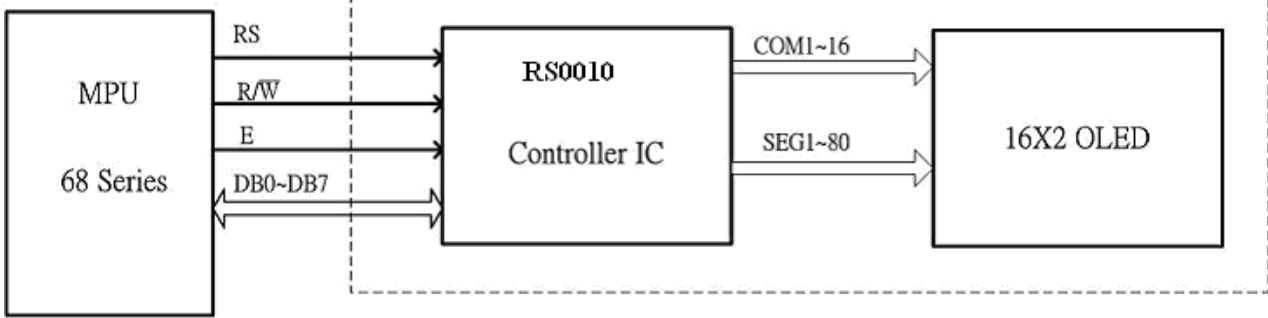 MPU
68 Series
RS
R/W̅
E
DB0~DB7
RS0010
Controller IC
COM1~16
SEG1~80
16X2 OLED